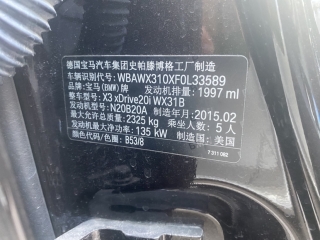 德国宝马汽车集团史帕滕博格工厂制造
车辆识别代号: WBAWX310XF0L33589
品牌: 宝马(BMW)牌 发动机排量: 1997 ml
整车型号: X3 xDrive20i WX31B
发动机型号: N20B20A 制造年月: 2015.02
最大允许总质量: 2325 kg 乘坐人数: 5 人
发动机最大净功率: 135 kW 制造国: 美国
颜色代号/色圈: B53/8
7 311 062